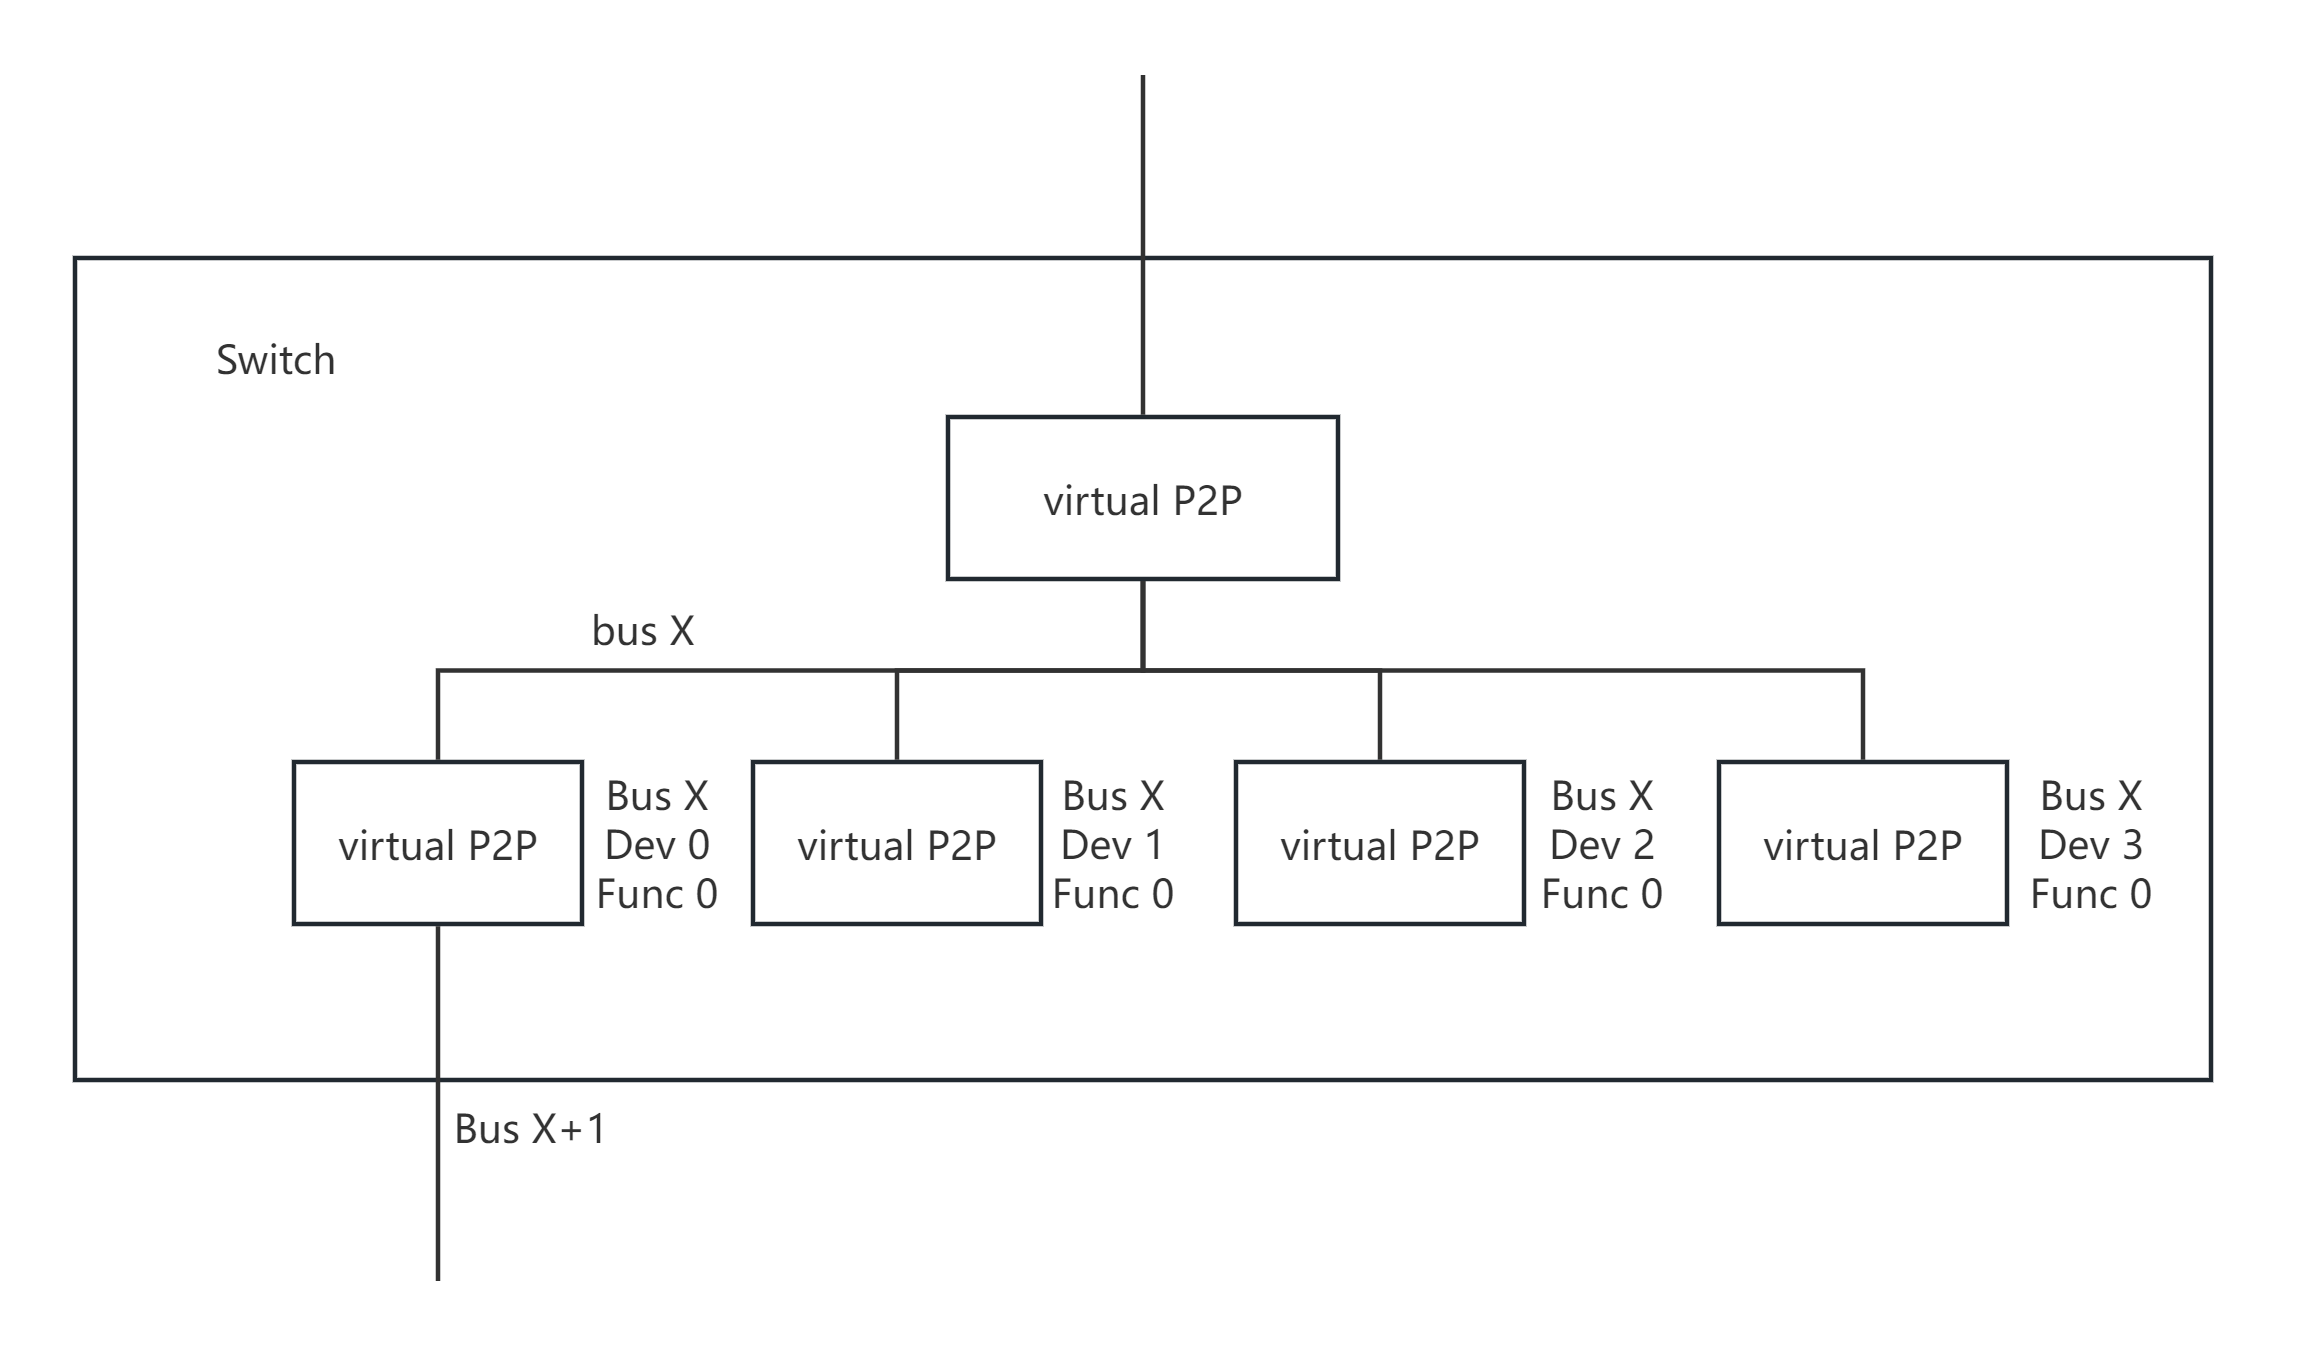 Switch
virtual P2P
bus X
virtual P2P
Bus X
Dev 0
Func 0
virtual P2P
Bus X
Dev 1
Func 0
virtual P2P
Bus X
Dev 2
Func 0
virtual P2P
Bus X
Dev 3
Func 0
Bus X+1